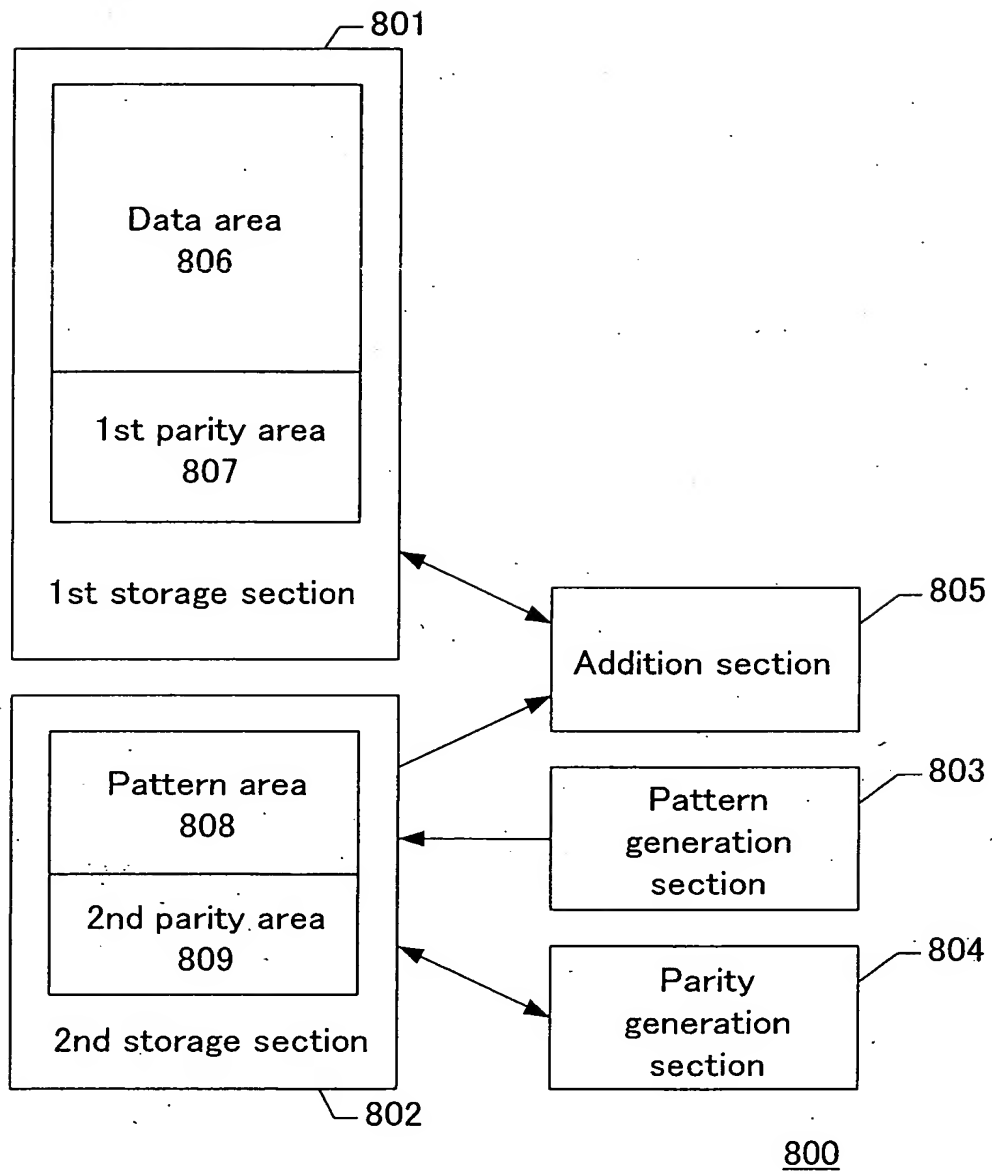 801
Data area
806
1st parity area
807
1st storage section
805
Addition section
Pattern area
808
2nd parity area
809
2nd storage section
802
803
Pattern
generation
section
804
Parity
generation
section
800